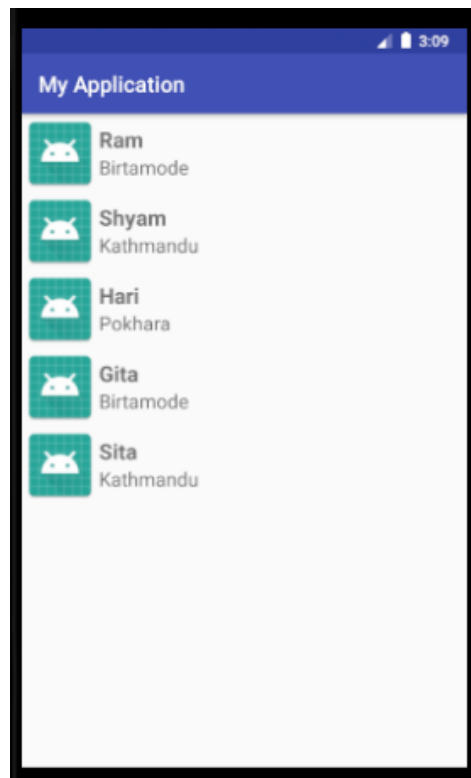 3:09
My Application
Ram
Birtamode
Shyam
Kathmandu
Hari
Pokhara
Gita
Birtamode
Sita
Kathmandu